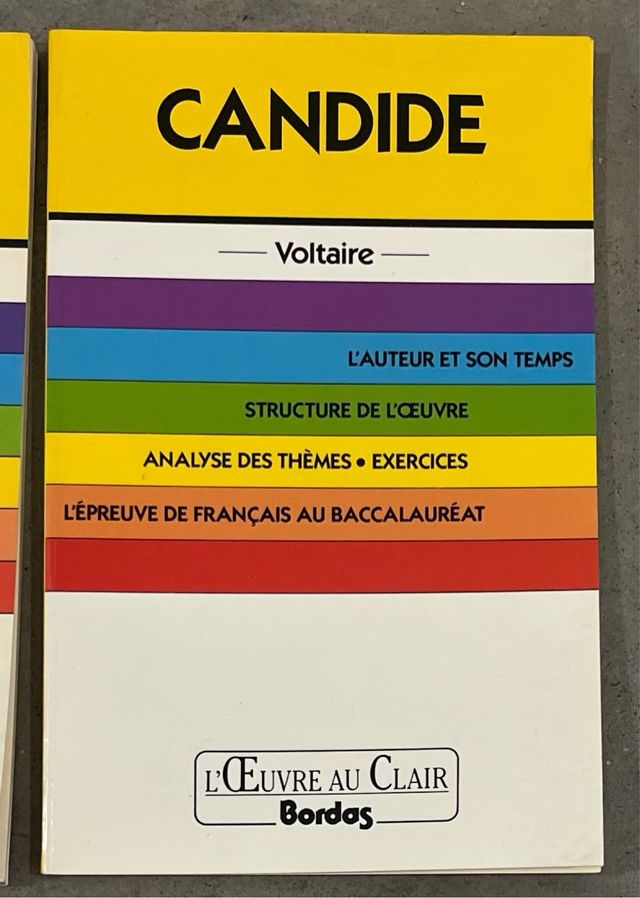 CANDIDE
Voltaire
L'AUTEUR ET SON TEMPS
STRUCTURE DE L'ŒUVRE
ANALYSE DES THÈMES • EXERCICES
L'ÉPREUVE DE FRANÇAIS AU BACCALAURÉAT
L'ŒUVRE AU CLAIR
Bordas